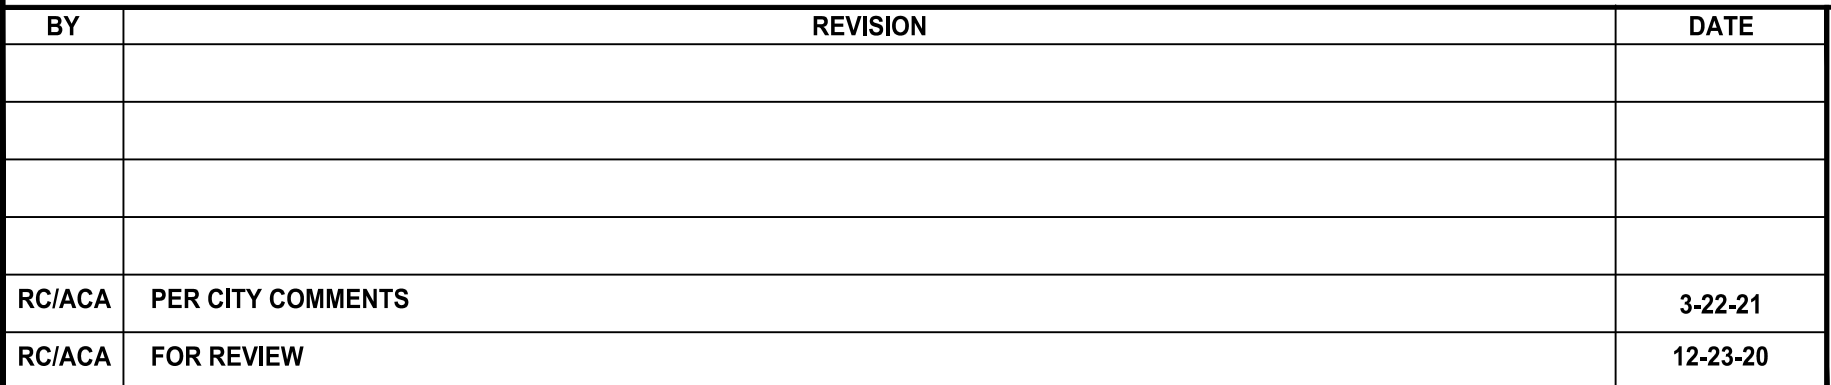 BY REVISION DATE
RC/ACA PER CITY COMMENTS 3-22-21
RC/ACA FOR REVIEW 12-23-20